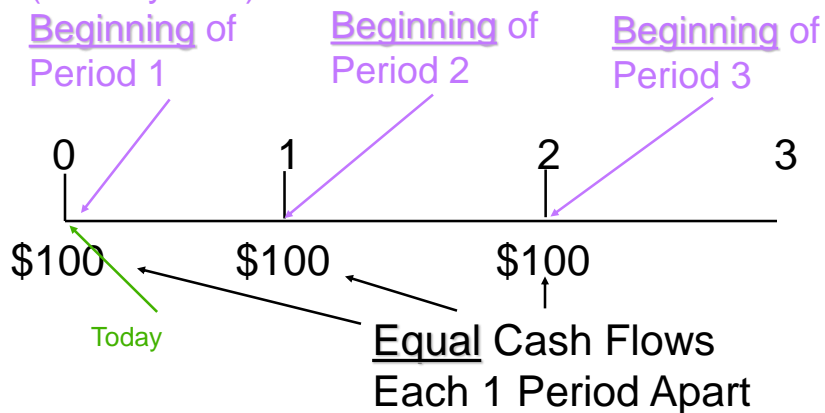 Beginning of
Period 1
Beginning of
Period 2
Beginning of
Period 3
0 1 2 3
$100 $100 $100
Today
Equal Cash Flows
Each 1 Period Apart